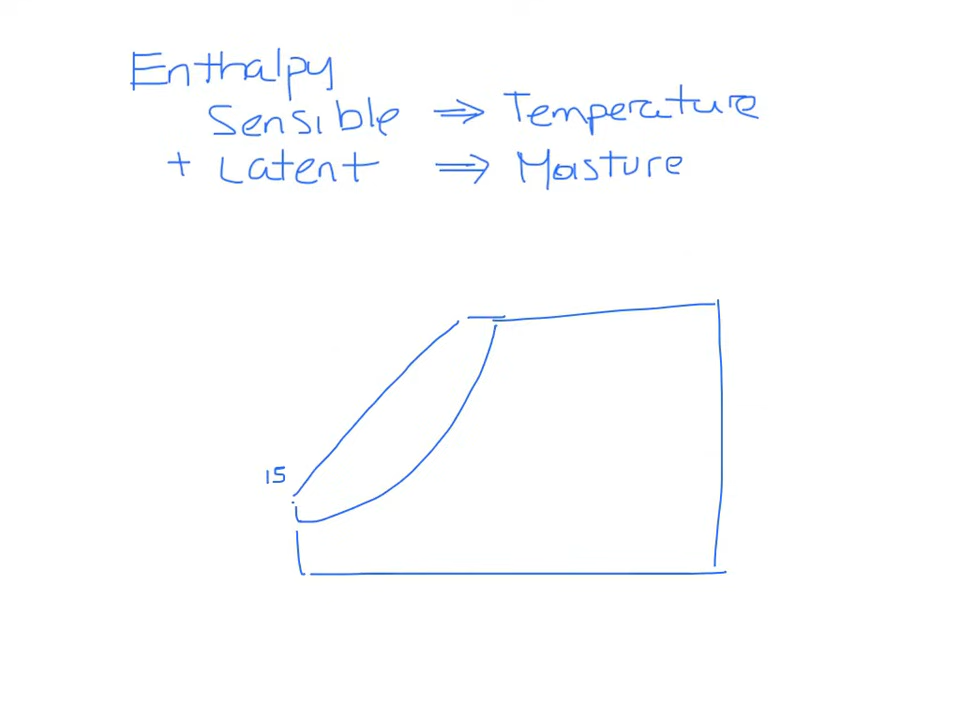 Enthalpy
Sensible ⇒ Temperature
+ Latent ⇒ Moisture
15